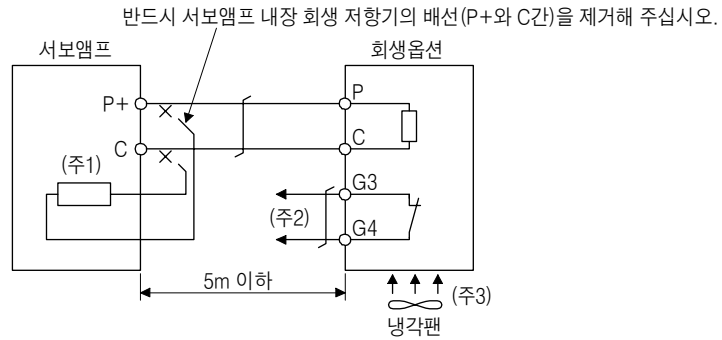 반드시 서보앰프 내장 회생 저항기의 배선(P+와 C간)을 제거해 주십시오.
서보앰프
회생옵션
P+
P
C
C
(주1)
G3
(주2)
G4
5m 이하
(주3)
냉각팬